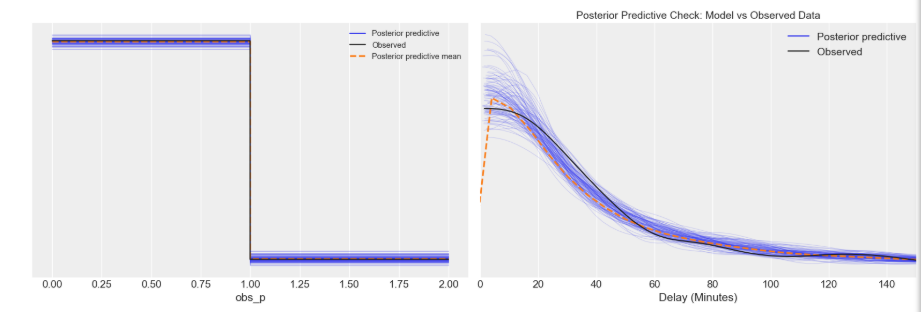 Posterior predictive
Observed
Posterior predictive mean
0.00 0.25 0.50 0.75 1.00 1.25 1.50 1.75 2.00
obs_p
Posterior Predictive Check: Model vs Observed Data
Posterior predictive
Observed
0 20 40 60 80 100 120 140
Delay (Minutes)